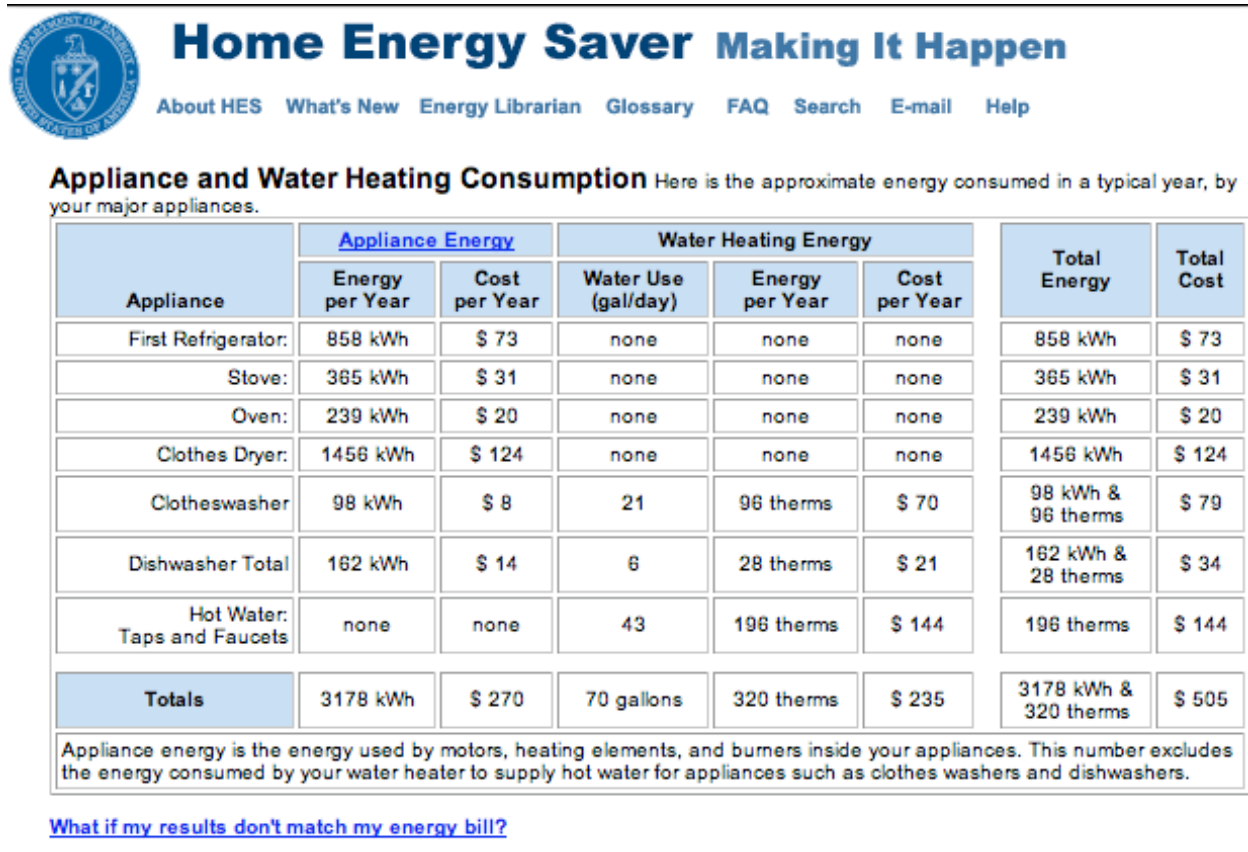 DEPARTMENT OF ENERGY
UNITED STATES OF AMERICA
Home Energy Saver Making It Happen
About HES What's New Energy Librarian Glossary FAQ Search E-mail Help
Appliance and Water Heating Consumption Here is the approximate energy consumed in a typical year, by
your major appliances.
Appliance Energy Water Heating Energy
Appliance Energy per Year Cost per Year Water Use (gal/day) Energy per Year Cost per Year Total Energy Total Cost
First Refrigerator: 858 kWh $ 73 none none none 858 kWh $ 73
Stove: 365 kWh $ 31 none none none 365 kWh $ 31
Oven: 239 kWh $ 20 none none none 239 kWh $ 20
Clothes Dryer: 1456 kWh $ 124 none none none 1456 kWh $ 124
Clotheswasher 98 kWh $ 8 21 96 therms $ 70 98 kWh & 96 therms $ 79
Dishwasher Total 162 kWh $ 14 6 28 therms $ 21 162 kWh & 28 therms $ 34
Hot Water: Taps and Faucets none none 43 196 therms $ 144 196 therms $ 144
Totals 3178 kWh $ 270 70 gallons 320 therms $ 235 3178 kWh & 320 therms $ 505
Appliance energy is the energy used by motors, heating elements, and burners inside your appliances. This number excludes
the energy consumed by your water heater to supply hot water for appliances such as clothes washers and dishwashers.
What if my results don't match my energy bill?